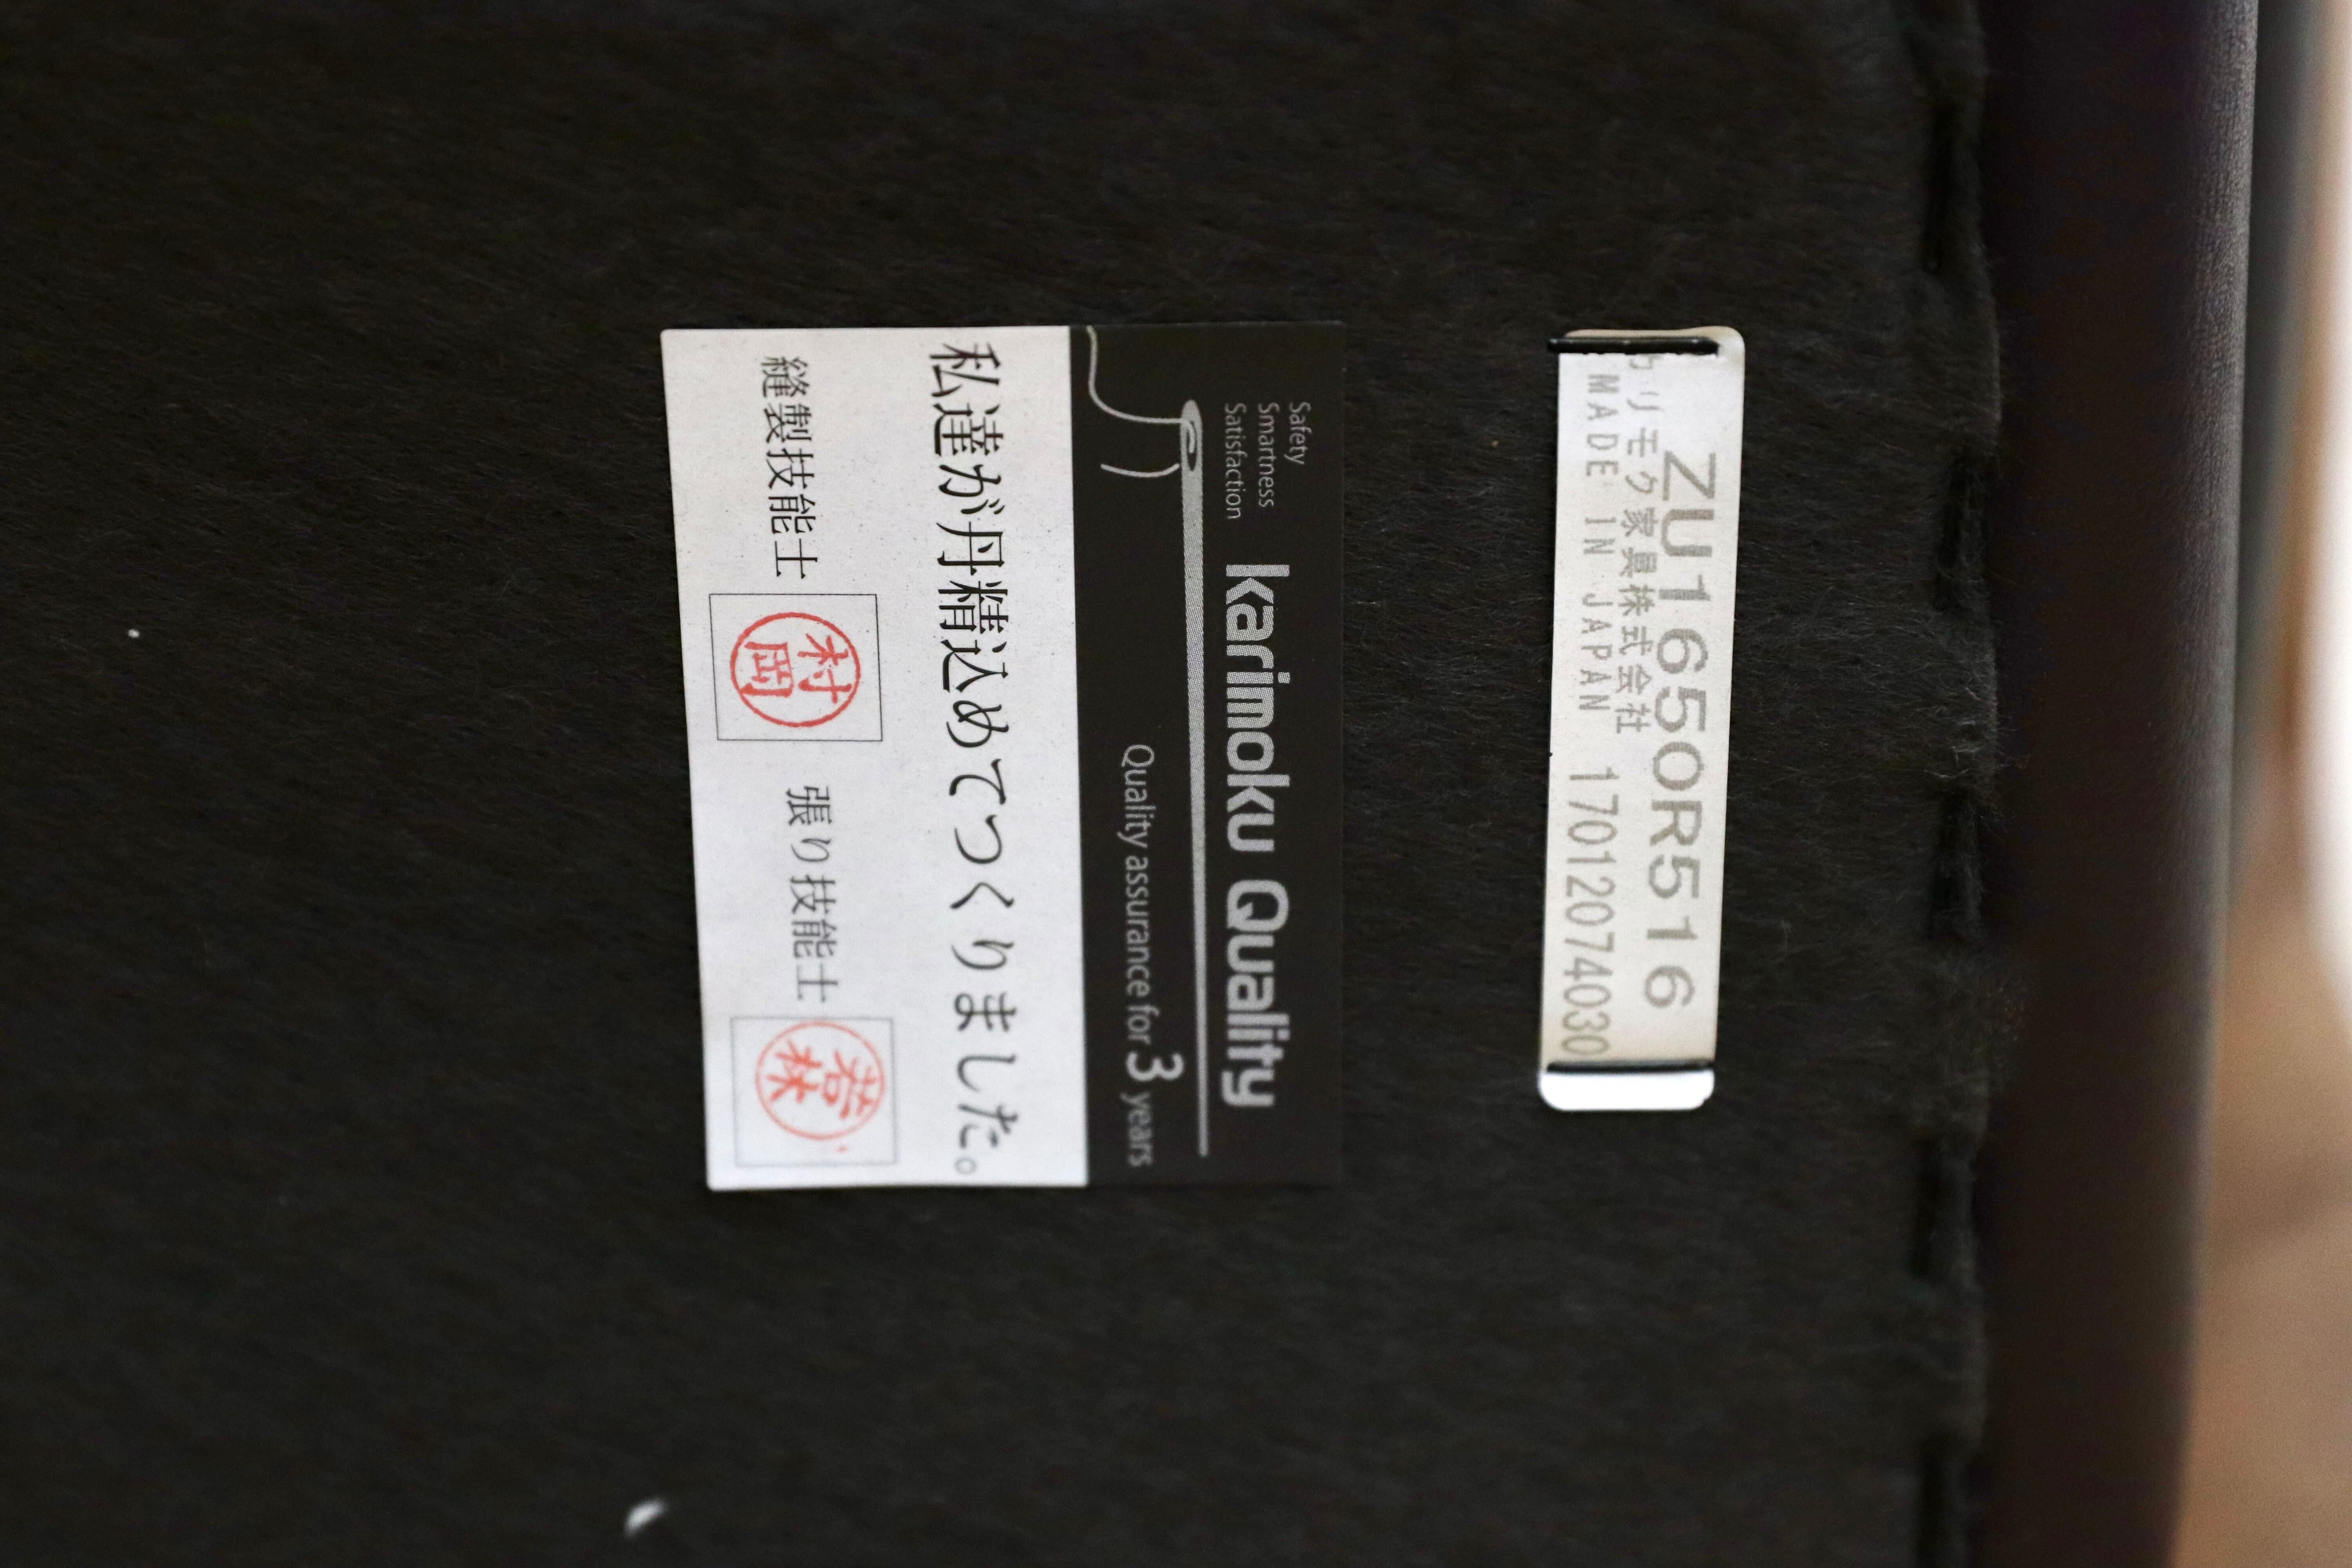 ZU1650R516
カリモク家具株式会社
MADE IN JAPAN 17012074030
Safety
Smartness
Satisfaction
karimoku Quality
Quality assurance for 3 years
私達が丹精込めてつくりました。
縫製技能士 村岡 張り技能士 若林